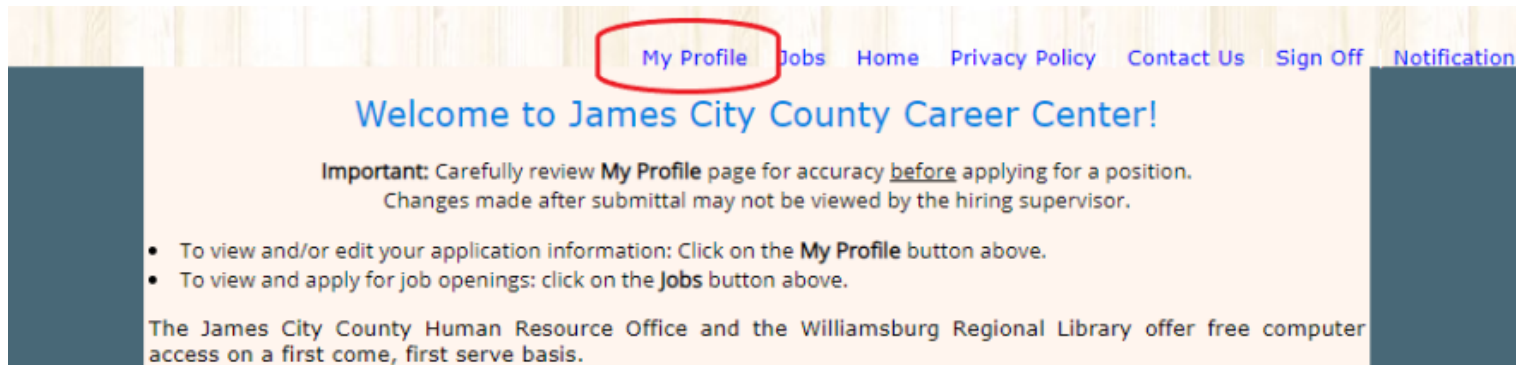 My Profile Jobs Home Privacy Policy Contact Us Sign Off Notification
Welcome to James City County Career Center!
Important: Carefully review My Profile page for accuracy before applying for a position.
Changes made after submittal may not be viewed by the hiring supervisor.
• To view and/or edit your application information: Click on the My Profile button above.
• To view and apply for job openings: click on the Jobs button above.
The James City County Human Resource Office and the Williamsburg Regional Library offer free computer
access on a first come, first serve basis.